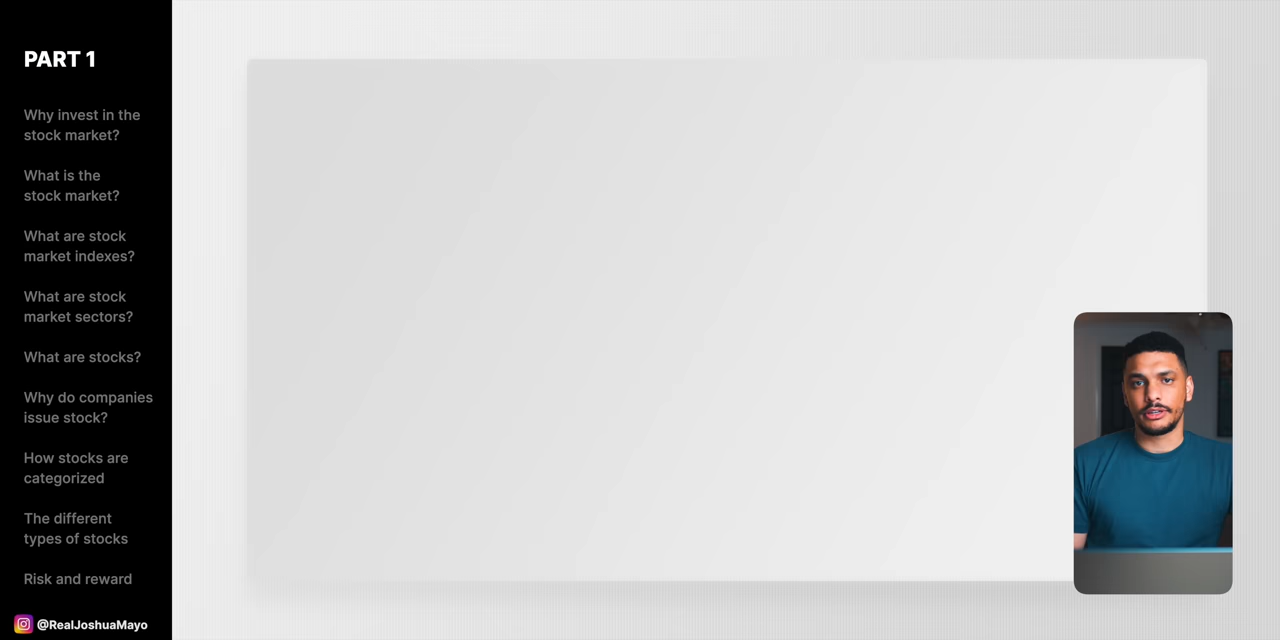 PART 1
Why invest in the
stock market?
What is the
stock market?
What are stock
market indexes?
What are stock
market sectors?
What are stocks?
Why do companies
issue stock?
How stocks are
categorized
The different
types of stocks
Risk and reward
@RealJoshuaMayo